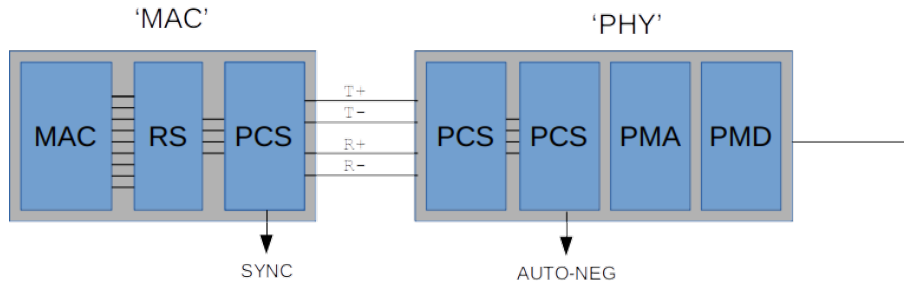 ‘MAC’
‘PHY’
MAC
RS
PCS
T+
T-
R+
R-
PCS
PCS
PMA
PMD
SYNC
AUTO-NEG